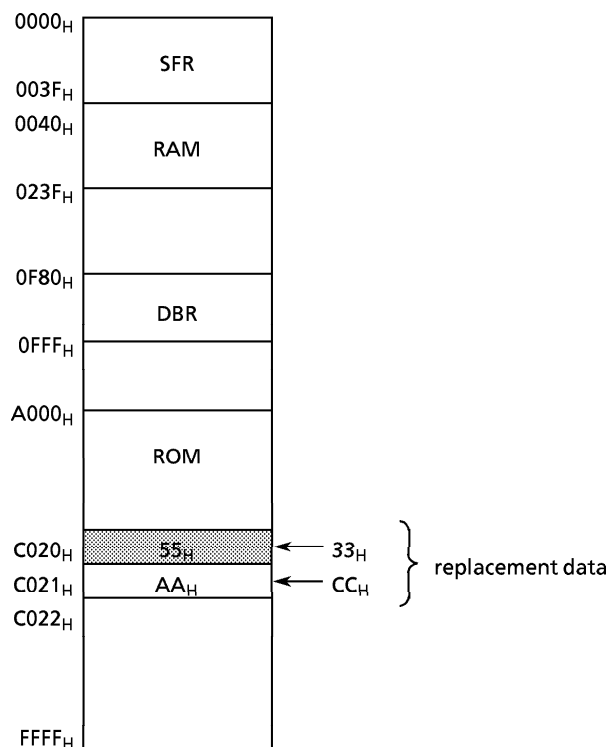 0000H
SFR
003FH
0040H
RAM
023FH
0F80H
DBR
0FFFH
A000H
ROM
C020H 55H 33H
replacement data
C021H AAH CCH
C022H
FFFFH